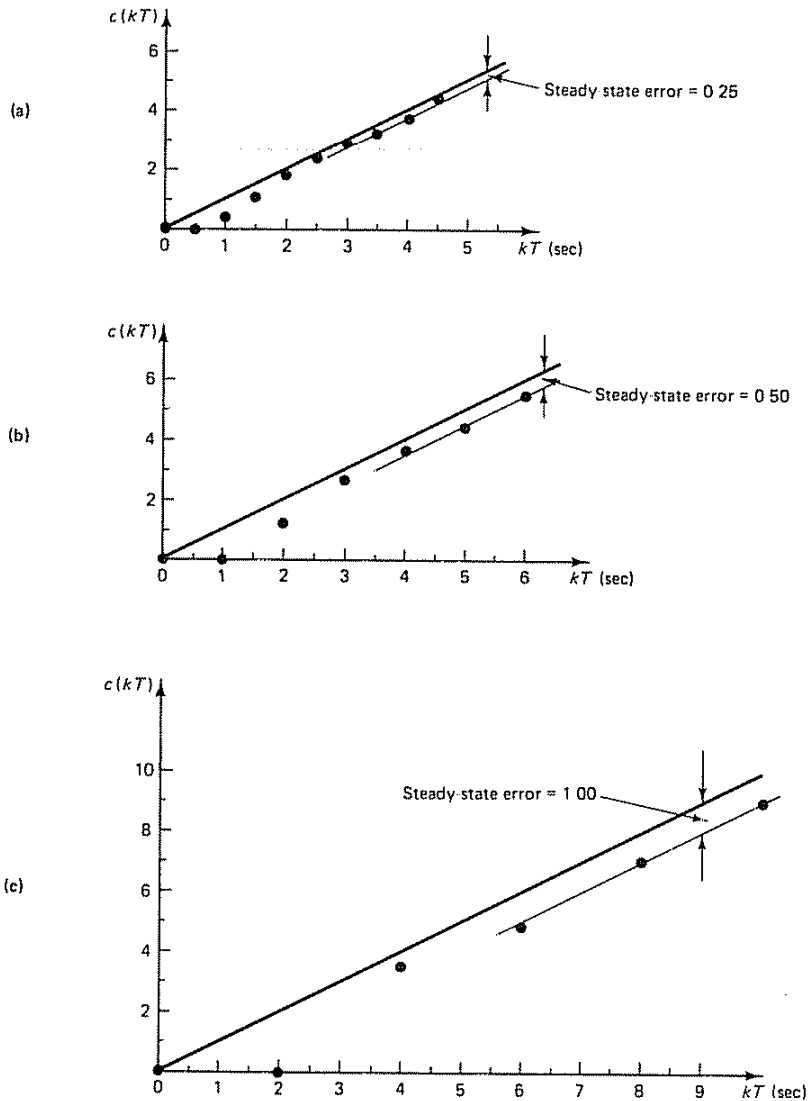 c(kT)
6
(a)
Steady-state error = 0 25
4
2
0 1 2 3 4 5 kT (sec)
c(kT)
6
Steady-state error = 0 50
(b)
4
2
0 1 2 3 4 5 6 kT (sec)
c(kT)
10
Steady-state error = 1 00
8
(c)
6
4
2
0 1 2 3 4 5 6 7 8 9 kT (sec)